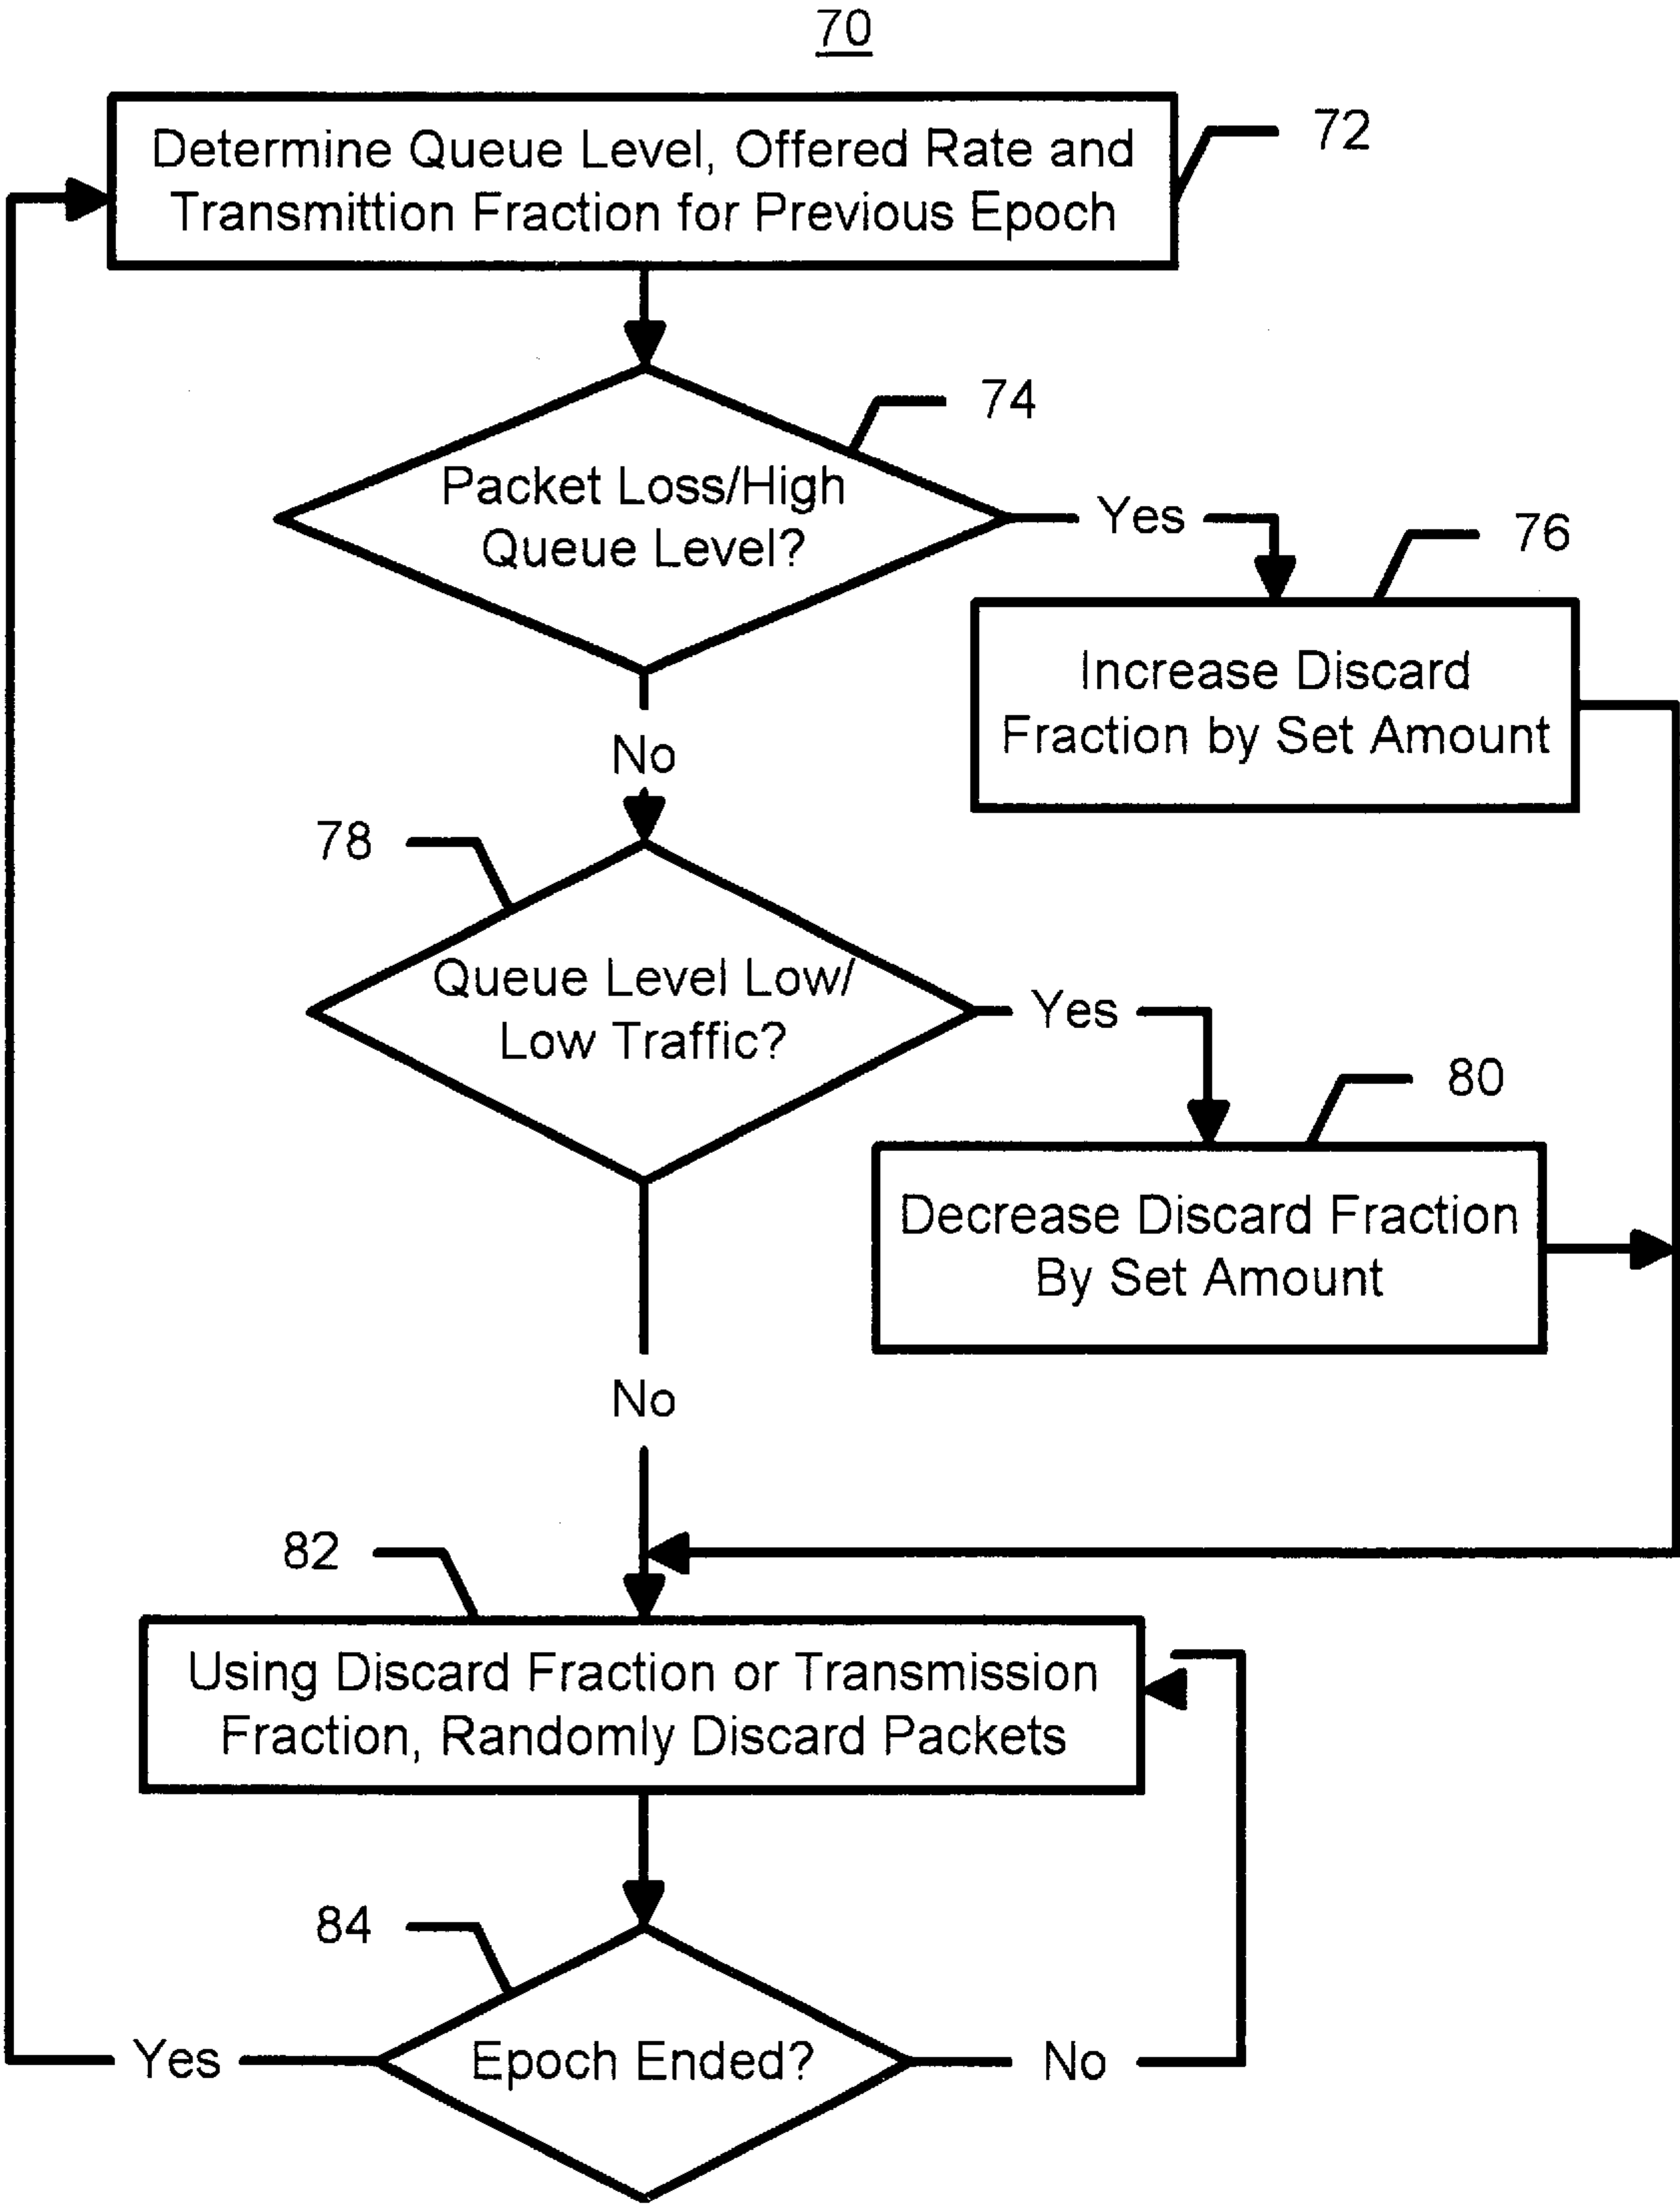 70
Determine Queue Level, Offered Rate and
Transmittion Fraction for Previous Epoch
72
74
Packet Loss/High
Queue Level?
Yes
76
Increase Discard
Fraction by Set Amount
No
78
Queue Level Low/
Low Traffic?
Yes
80
Decrease Discard Fraction
By Set Amount
No
82
Using Discard Fraction or Transmission
Fraction, Randomly Discard Packets
84
Epoch Ended?
Yes
No